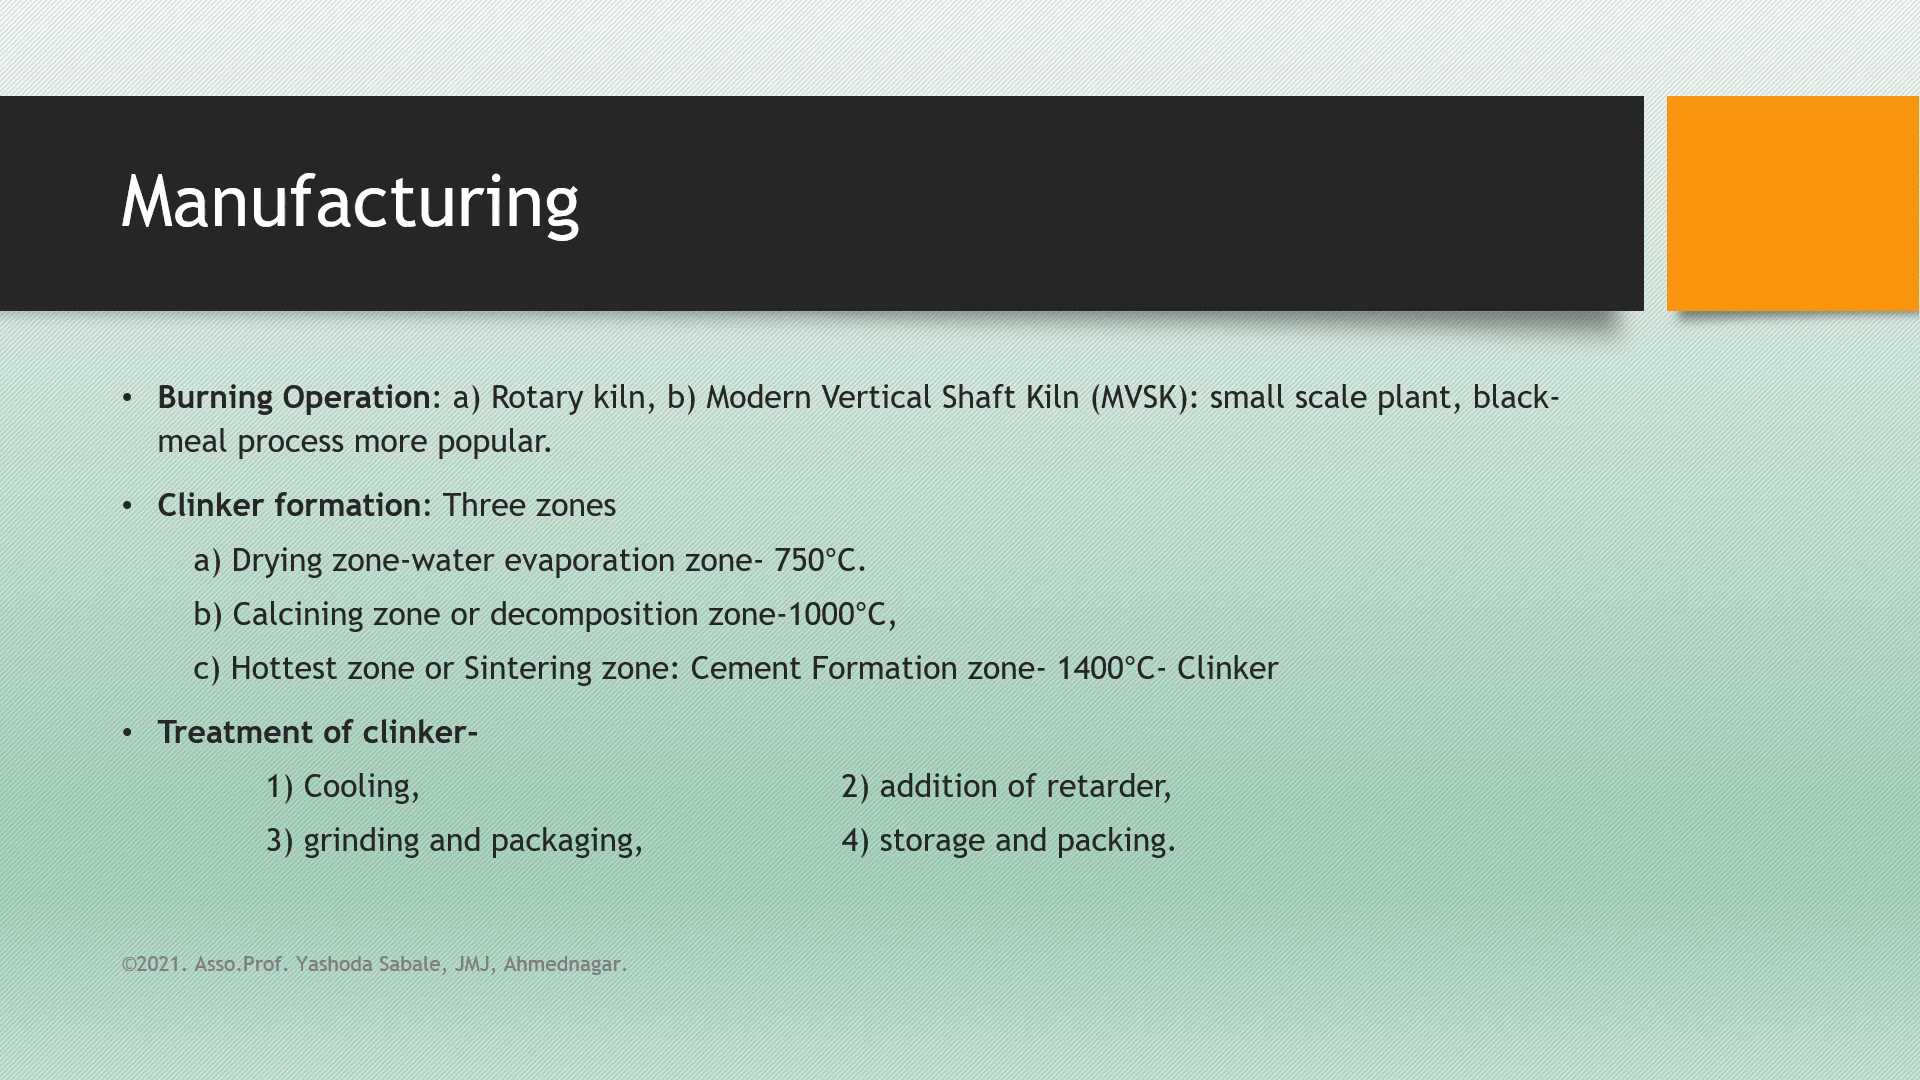 Manufacturing
• Burning Operation: a) Rotary kiln, b) Modern Vertical Shaft Kiln (MVSK): small scale plant, black-
meal process more popular.
• Clinker formation: Three zones
a) Drying zone-water evaporation zone- 750°C.
b) Calcining zone or decomposition zone-1000°C,
c) Hottest zone or Sintering zone: Cement Formation zone- 1400°C- Clinker
• Treatment of clinker-
1) Cooling, 2) addition of retarder,
3) grinding and packaging, 4) storage and packing.
©2021. Asso.Prof. Yashoda Sabale, JMJ, Ahmednagar.